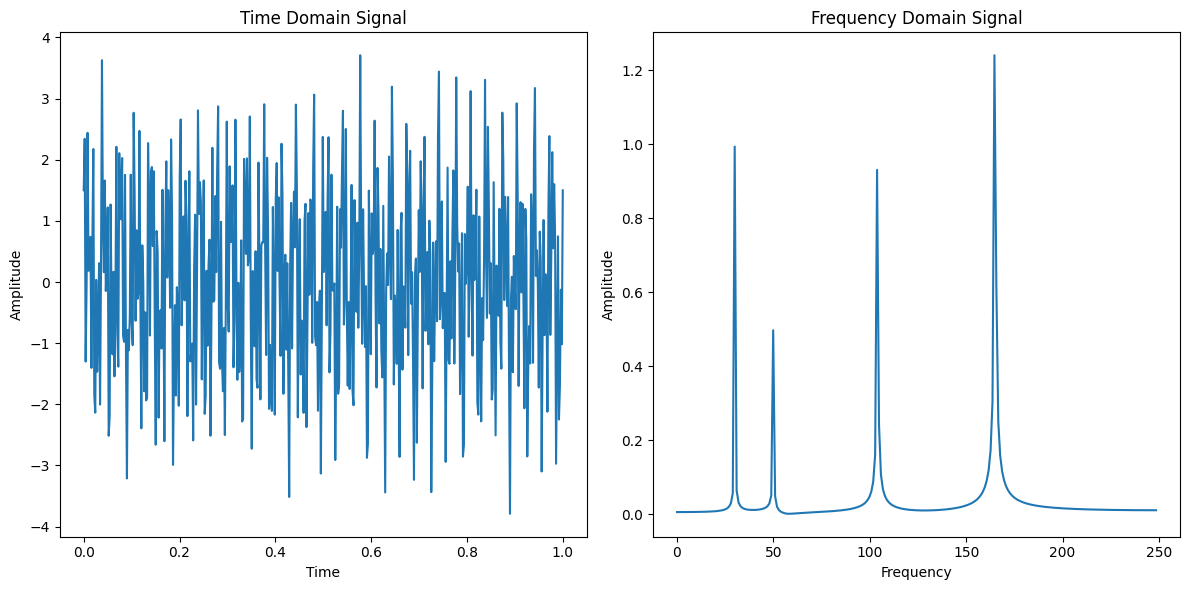 Time Domain Signal
Amplitude
4
3
2
1
0
−1
−2
−3
−4
0.0 0.2 0.4 0.6 0.8 1.0
Time
Frequency Domain Signal
Amplitude
1.2
1.0
0.8
0.6
0.4
0.2
0.0
0 50 100 150 200 250
Frequency